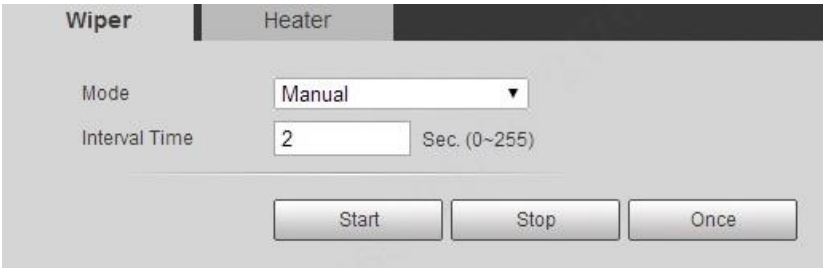 Wiper Heater
Mode Manual
Interval Time 2 Sec. (0~255)
Start Stop Once